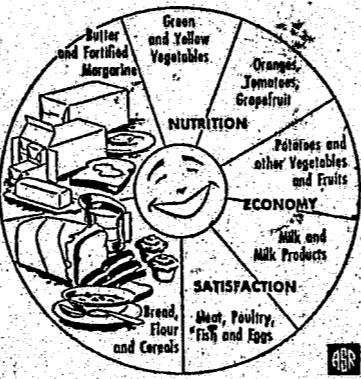 Butter
and Fortified
Margarine
Green
and Yellow
Vegetables
Oranges,
Tomatoes,
Grapefruit
NUTRITION
Potatoes and
other Vegetables
and Fruits
ECONOMY
Milk and
Milk Products
SATISFACTION
Meat, Poultry,
Fish and Eggs
Bread,
Flour
and Cereals